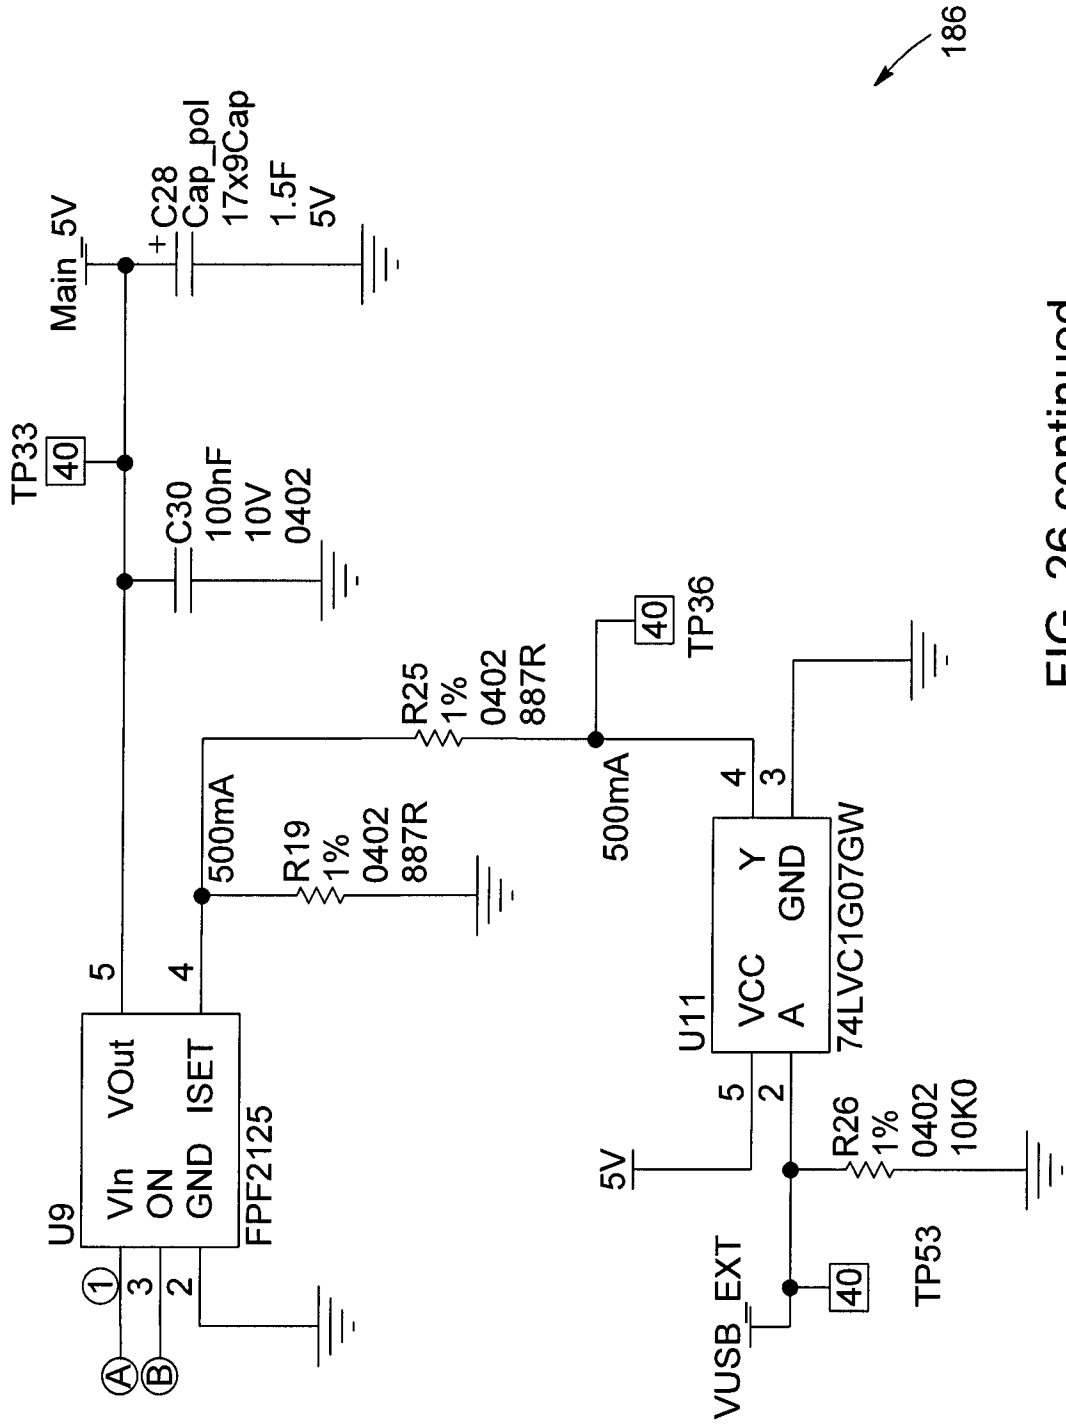 TP33
40
Main_5V
+
C28
Cap_pol
17x9Cap
1.5F
5V
C30
100nF
10V
0402
186
U9
A
B
1
3
2
VIn
ON
GND
VOut
ISET
5
4
FPF2125
500mA
R19
1%
0402
887R
R25
1%
0402
887R
500mA
40
TP36
VUSB_EXT
40
TP53
5V
R26
1%
0402
10K0
U11
5
2
VCC
A
Y
GND
4
3
74LVC1G07GW
FIG. 26 continued